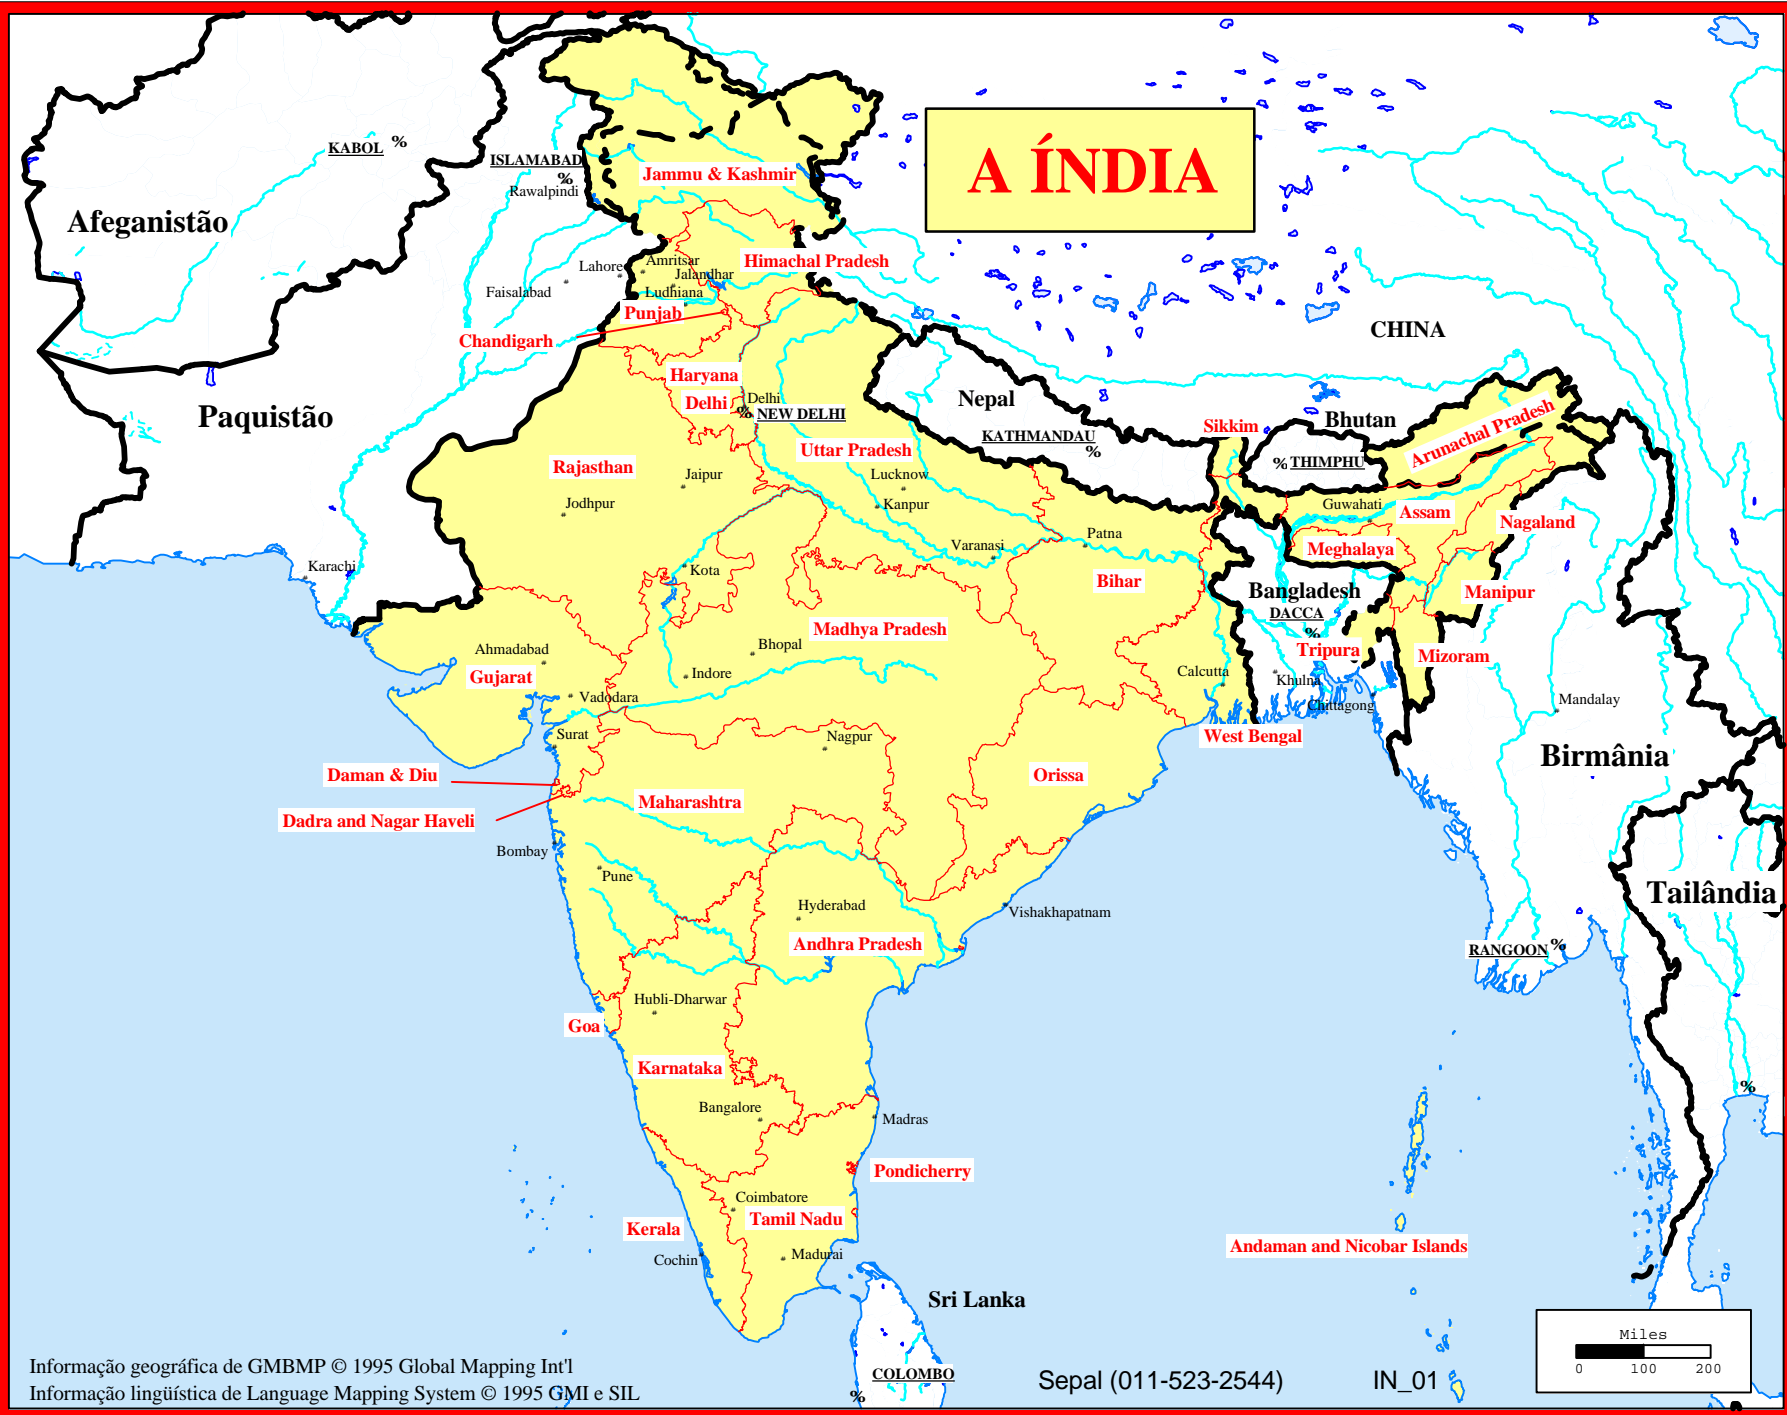 A ÍNDIA
KABOL %
ISLAMABAD
%
Rawalpindi
Jammu & Kashmir
Afeganistão
Lahore
Amritsar
Himachal Pradesh
Jalandhar
Faisalabad
Ludhiana
Punjab
Chandigarh
CHINA
Haryana
Nepal
Delhi
Delhi
% NEW DELHI
Paquistão
KATHMANDAU
%
Sikkim
Bhutan
Arunachal Pradesh
Uttar Pradesh
% THIMPHU
Rajasthan
Jaipur
Lucknow
Jodhpur
Kanpur
Guwahati
Assam
Nagaland
Varanasi
Patna
Meghalaya
Karachi
Kota
Bihar
Bangladesh
Manipur
DACCA
%
Madhya Pradesh
Ahmadabad
Bhopal
Tripura
Mizoram
Gujarat
Indore
Calcutta
Khulna
Vadodara
Chittagong
Mandalay
Surat
Nagpur
West Bengal
Birmânia
Daman & Diu
Orissa
Maharashtra
Dadra and Nagar Haveli
Bombay
Pune
Tailândia
Hyderabad
Vishakhapatnam
Andhra Pradesh
RANGOON %
Hubli-Dharwar
Goa
Karnataka
%
Bangalore
Madras
Pondicherry
Coimbatore
Tamil Nadu
Kerala
Andaman and Nicobar Islands
Cochin
Madurai
Sri Lanka
Miles
0 100 200
COLOMBO
%
Informação geográfica de GMBMP © 1995 Global Mapping Int'l
Informação lingüística de Language Mapping System © 1995 GMI e SIL
Sepal (011-523-2544)
IN_01